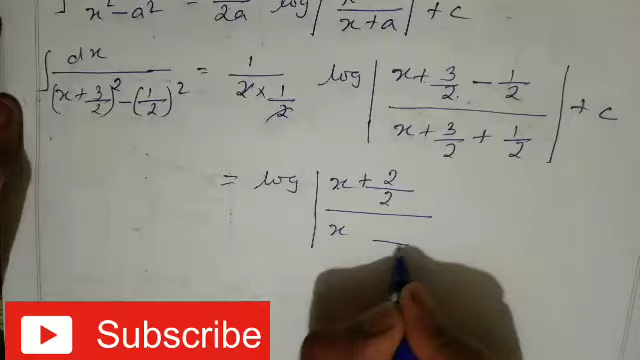 ∫ x²-a² = 2a log | x+a | + c
∫ dx / (x+3/2)² - (1/2)² = 1 / 2×1/2 log | x+3/2 - 1/2 / x+3/2 + 1/2 | + c
= log | x+2/2 / x
Subscribe